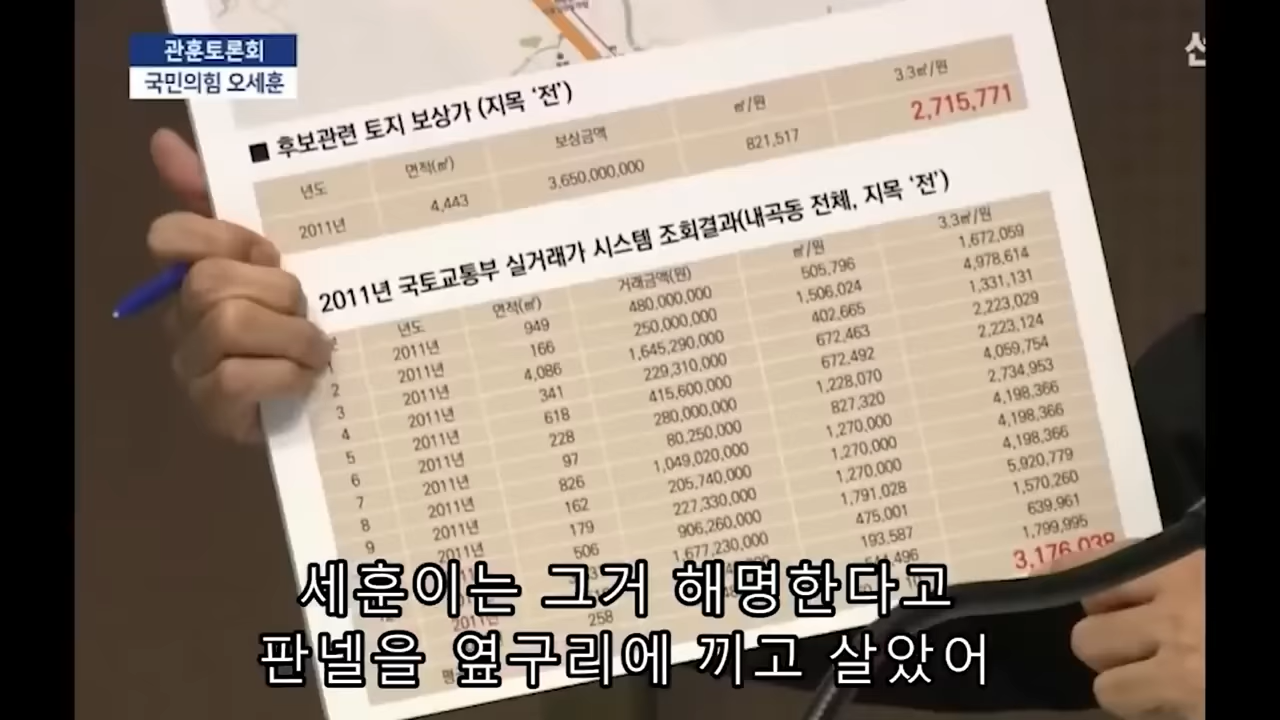 관훈토론회
국민의힘 오세훈
선
■ 후보관련 토지 보상가 (지목 '전')
년도 면적(㎡) 보상금액 ㎡/원 3.3㎡/원
2011년 4,443 3,650,000,000 821,517 2,715,771
2011년 국토교통부 실거래가 시스템 조회결과(내곡동 전체, 지목 '전')
년도 면적(㎡) 거래금액(원) ㎡/원 3.3㎡/원
1 2011년 949 480,000,000 505,796 1,672,059
2 2011년 166 250,000,000 1,506,024 4,978,614
3 2011년 4,086 1,645,290,000 402,665 1,331,131
4 2011년 341 229,310,000 672,463 2,223,029
5 2011년 618 415,600,000 672,492 2,223,124
6 2011년 228 280,000,000 1,228,070 4,059,754
7 2011년 97 80,250,000 827,320 2,734,953
8 2011년 826 1,049,020,000 1,270,000 4,198,366
9 2011년 162 205,740,000 1,270,000 4,198,366
179 227,330,000 1,270,000 4,198,366
506 906,260,000 1,791,028 5,920,779
1,677,230,000 475,001 1,570,260
193,587 639,961
2011년 258 1,799,995
3,176,038
세훈이는 그거 해명한다고
판넬을 옆구리에 끼고 살았어